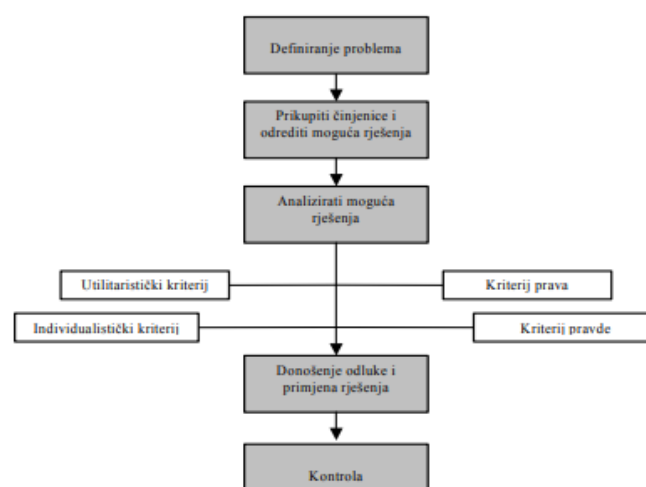 Definiranje problema
Prikupiti činjenice i
odrediti moguća rješenja
Analizirati moguća
rješenja
Utilitaristički kriterij
Kriterij prava
Individualistički kriterij
Kriterij pravde
Donošenje odluke i
primjena rješenja
Kontrola